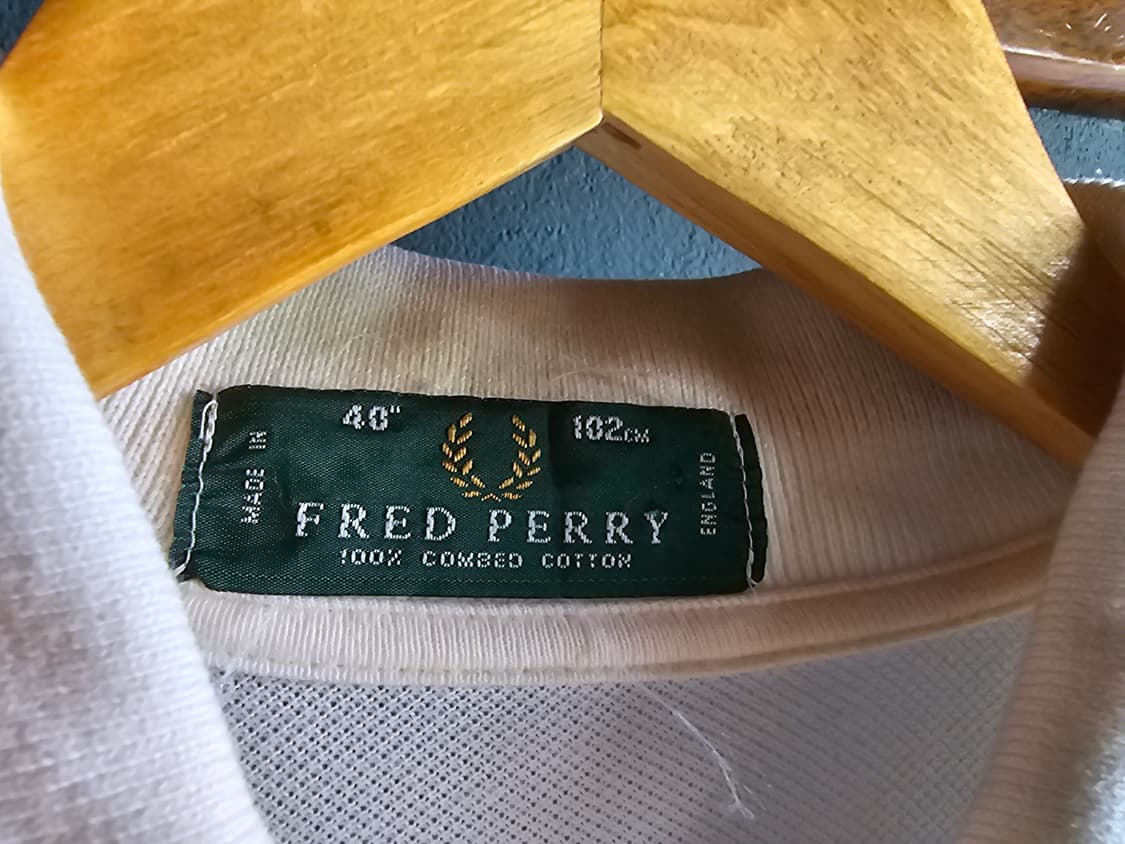 40" 102CM
MADE IN
FRED PERRY
ENGLAND
100% COMBED COTTON